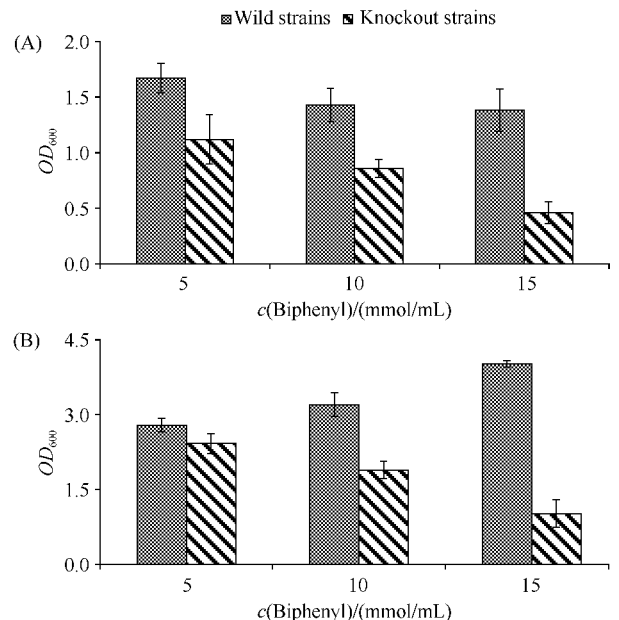 Wild strains Knockout strains
(A)
2.0
1.5
1.0
0.5
0.0
OD600
5 10 15
c(Biphenyl)/(mmol/mL)
(B)
4.5
3.0
1.5
0.0
OD600
5 10 15
c(Biphenyl)/(mmol/mL)